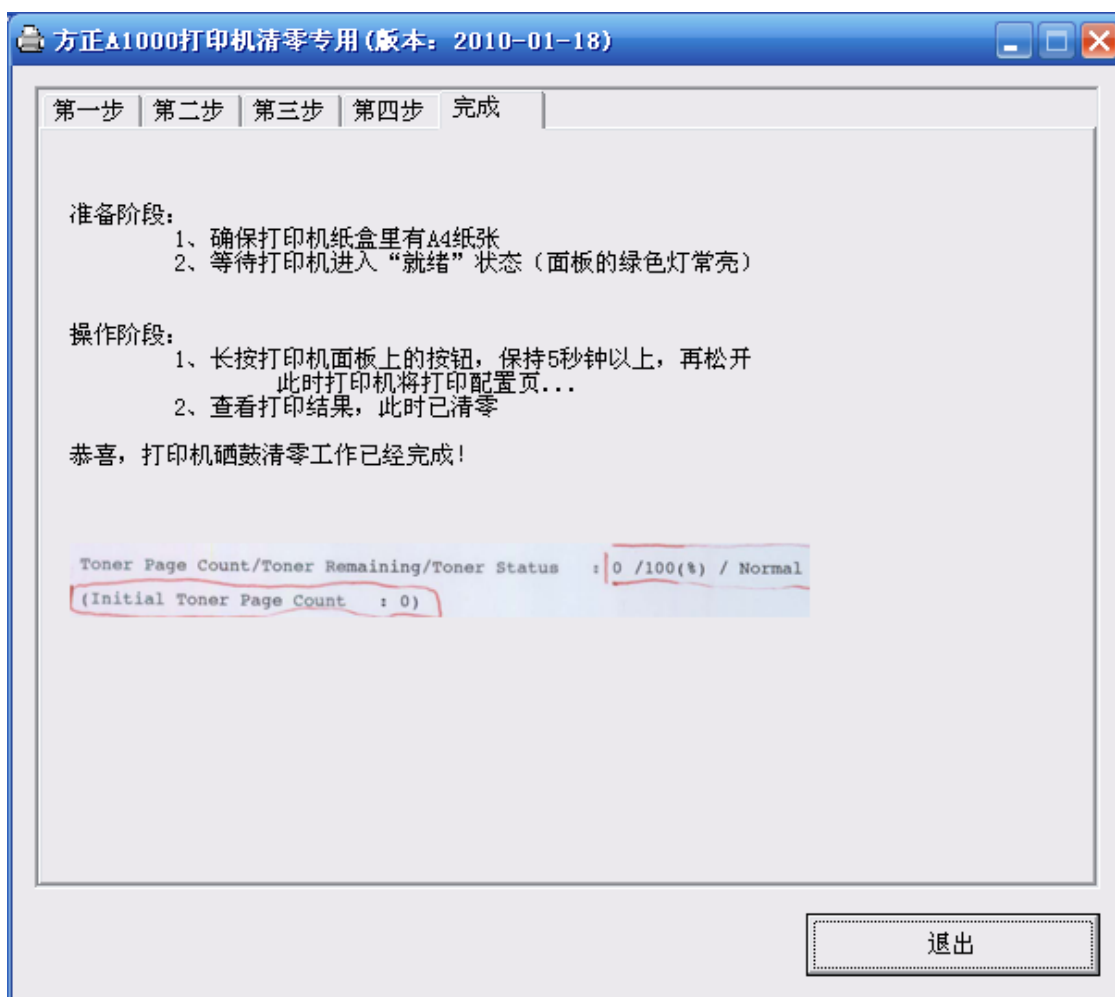 方正A1000打印机清零专用(版本：2010-01-18)
第一步 第二步 第三步 第四步 完成
准备阶段：
1、确保打印机纸盒里有A4纸张
2、等待打印机进入“就绪”状态（面板的绿色灯常亮）
操作阶段：
1、长按打印机面板上的按钮，保持5秒钟以上，再松开
此时打印机将打印配置页...
2、查看打印结果，此时已清零
恭喜，打印机硒鼓清零工作已经完成！
Toner Page Count/Toner Remaining/Toner Status : 0 /100(%) / Normal
(Initial Toner Page Count : 0)
退出